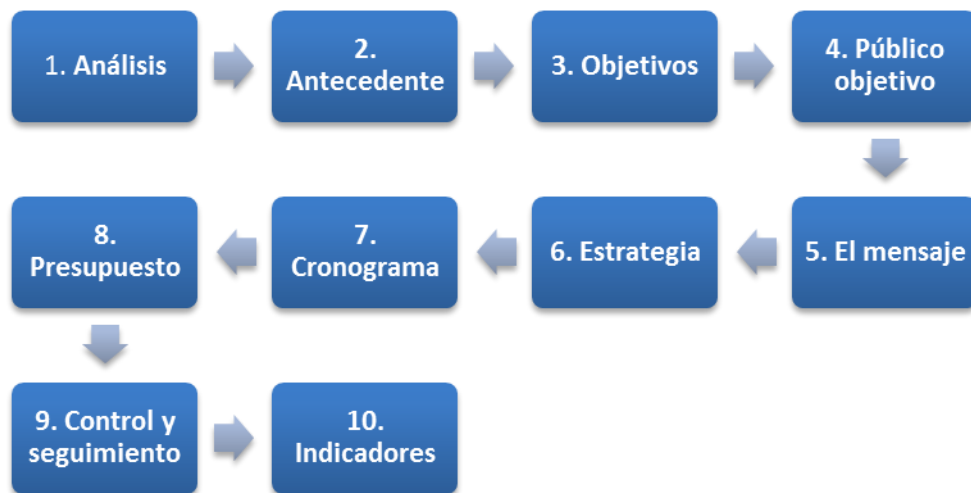 1. Análisis
2.
Antecedente
3. Objetivos
4. Público
objetivo
5. El mensaje
6. Estrategia
7.
Cronograma
8.
Presupuesto
9. Control y
seguimiento
10.
Indicadores